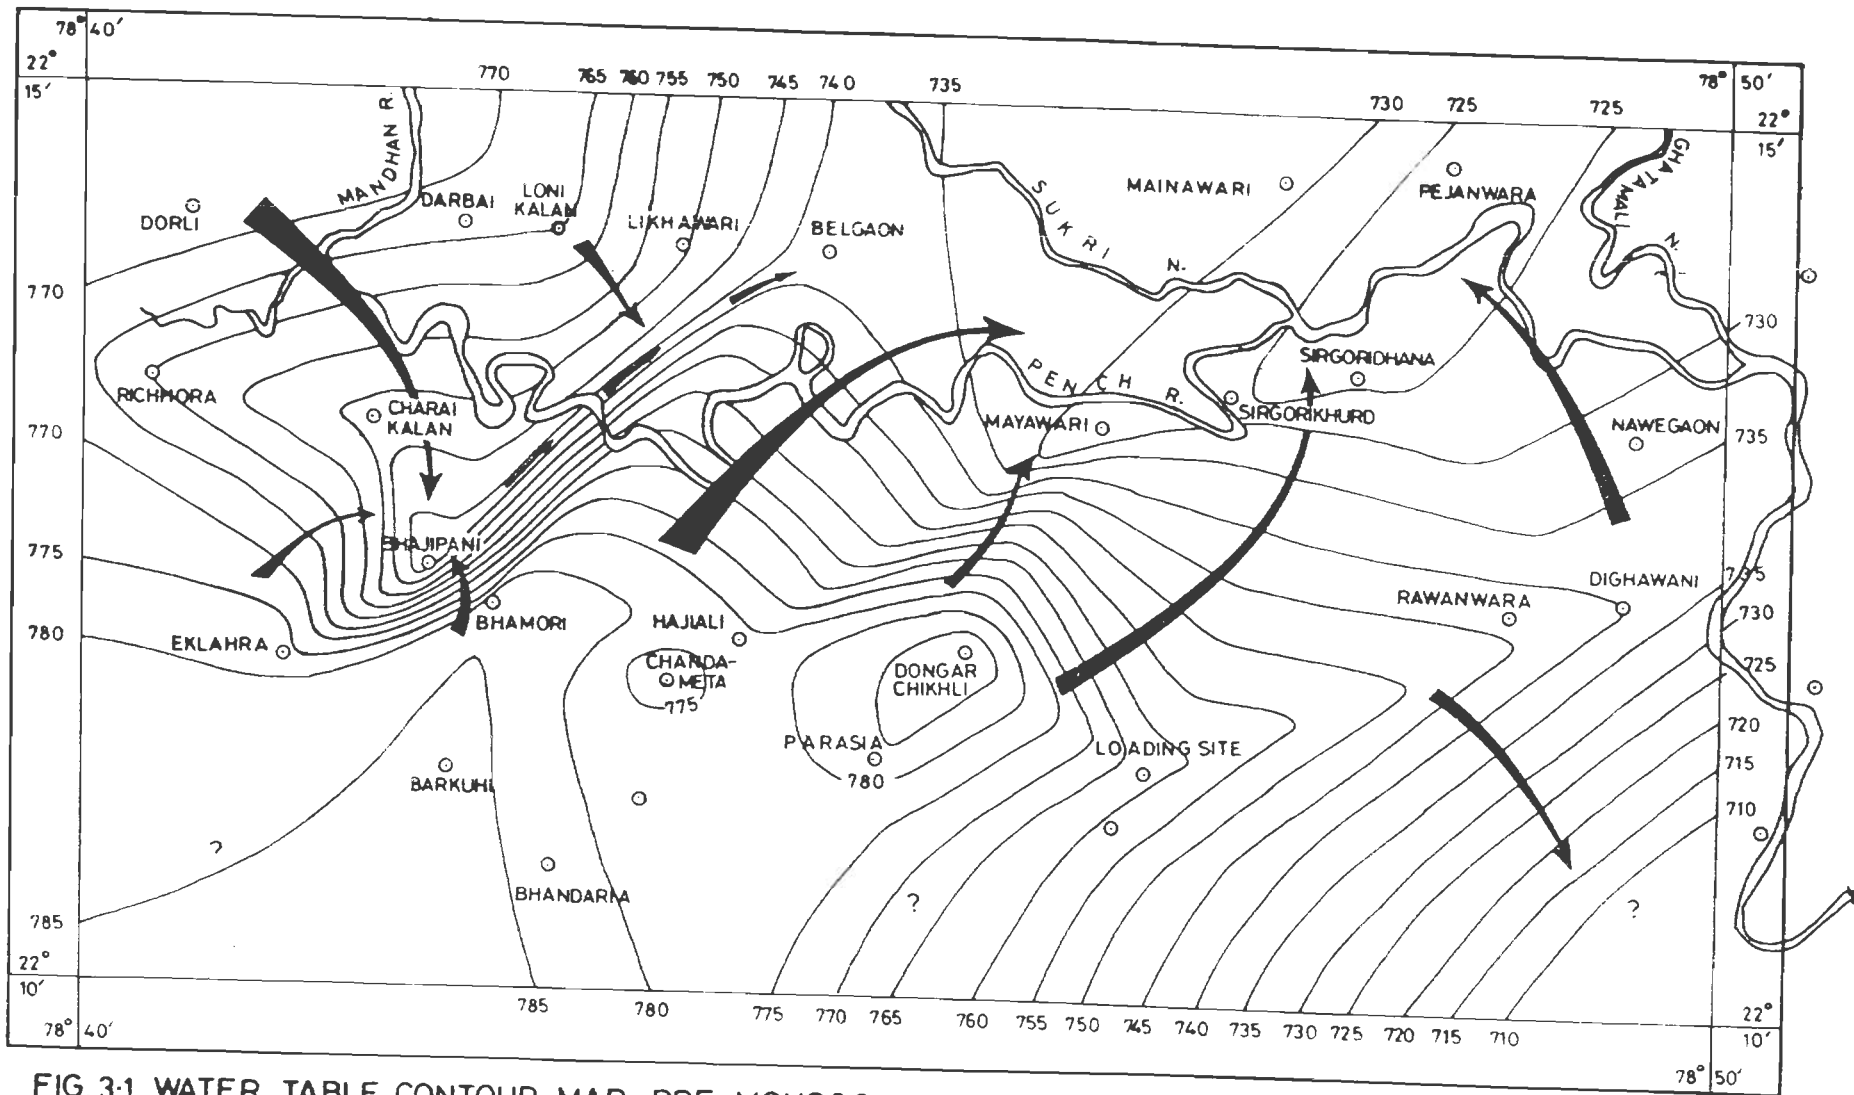 78° 40′
78° 50′
22°
15′
770 765 760 755 750 745 740 735 730 725 725
22°
15′
MANDHAN R.
GHATAMALI N.
DORLI
DARBAI
LONI
KALAN
LIKHAWARI
BELGAON
SUKRI N.
MAINAWARI
PEJANWARA
770
730
RICHMORA
CHARAI
KALAN
PENCH R.
MAYAWARI
SIRGORIDHANA
SIRGORIKHURD
NAWEGAON
735
770
775
BHAJIPANI
DIGHAWANI
735
RAWANWARA
730
780
EKLAHRA
BHAMORI
HAJIALI
CHANDA-
META
775
DONGAR
CHIKHLI
725
720
PARASIA
780
LOADING SITE
715
BARKUHI
710
?
BHANDARIA
?
?
785
22°
10′
785 780 775 770 765 760 755 750 745 740 735 730 725 720 715 710
22°
10′
78° 40′
78° 50′
FIG 3·1 WATER TABLE CONTOUR MAP